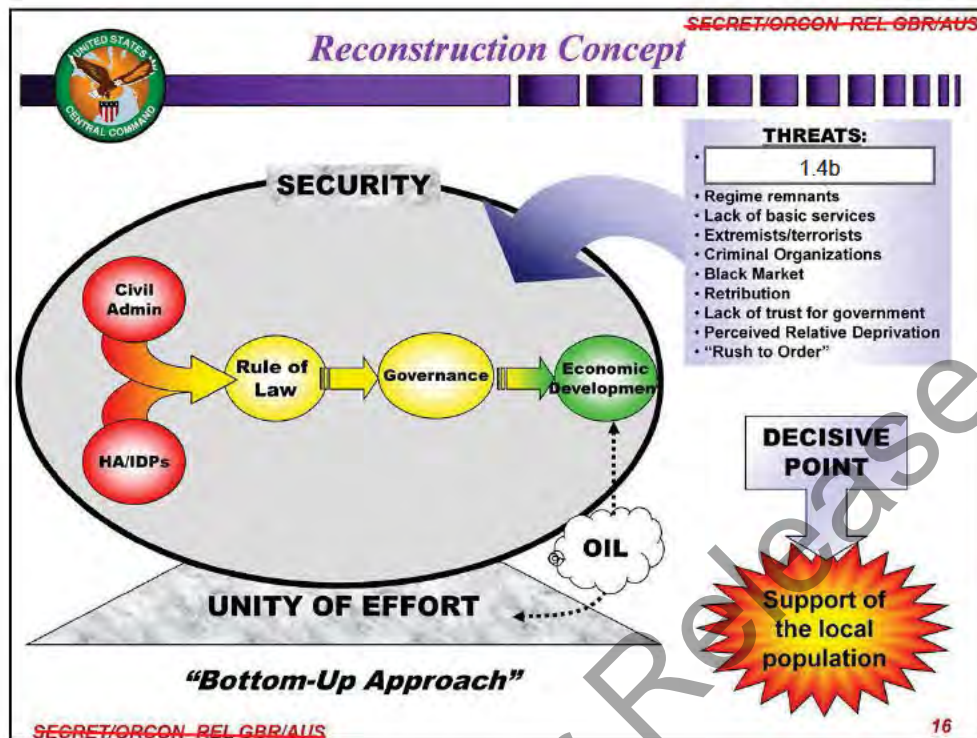 SECRET/ORCON REL GBR/AUS
Reconstruction Concept
UNITED STATES
CENTRAL COMMAND
THREATS:
•
1.4b
• Regime remnants
• Lack of basic services
• Extremists/terrorists
• Criminal Organizations
• Black Market
• Retribution
• Lack of trust for government
• Perceived Relative Deprivation
• “Rush to Order”
SECURITY
Civil
Admin
Rule of
Law
Governance
Economic
Development
HA/IDPs
DECISIVE
POINT
OIL
UNITY OF EFFORT
Support of
the local
population
“Bottom-Up Approach”
Release
SECRET/ORCON REL GBR/AUS
16